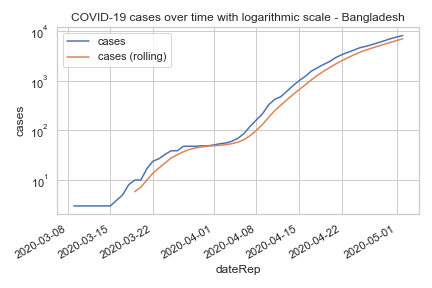 COVID-19 cases over time with logarithmic scale - Bangladesh
cases
cases (rolling)
10⁴
10³
10²
10¹
cases
2020-03-08
2020-03-15
2020-03-22
2020-04-01
2020-04-08
2020-04-15
2020-04-22
2020-05-01
dateRep